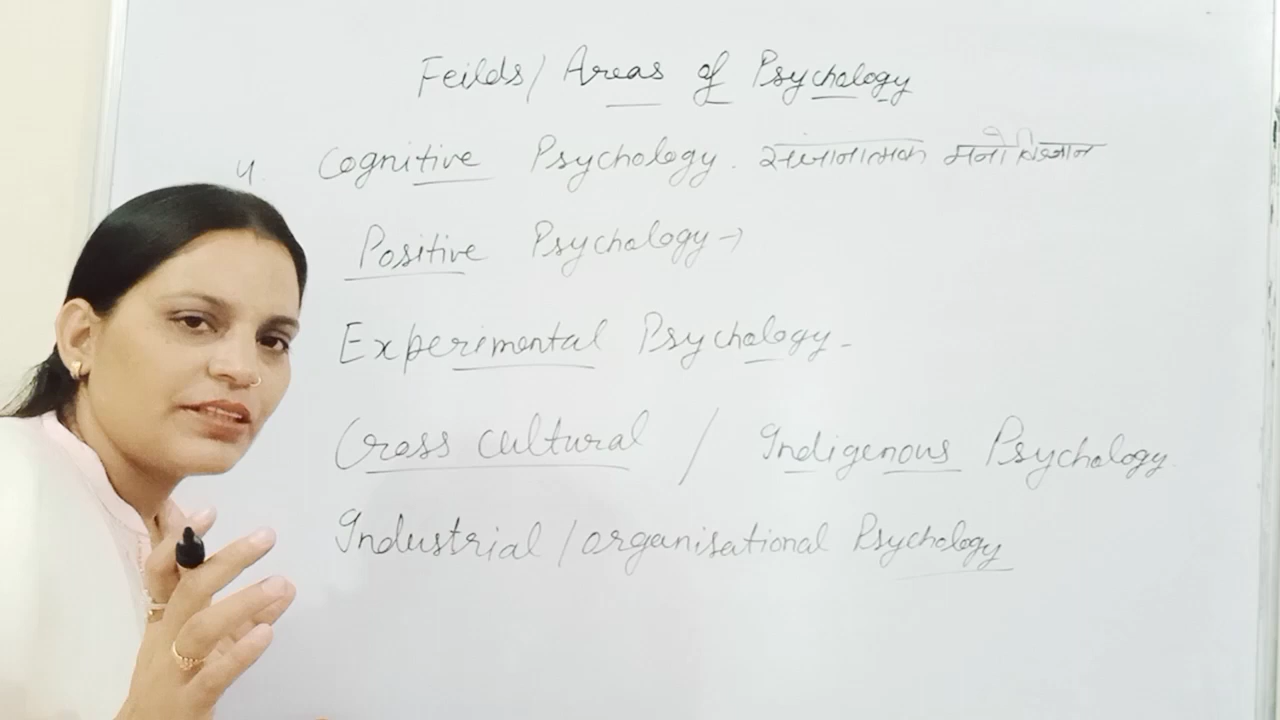 Feilds/ Areas of Psychology
4. Cognitive Psychology. संज्ञानात्मक मनोविज्ञान
Positive Psychology →
Experimental Psychology -
Cross cultural / Indigenous Psychology.
Industrial / organisational Psychology